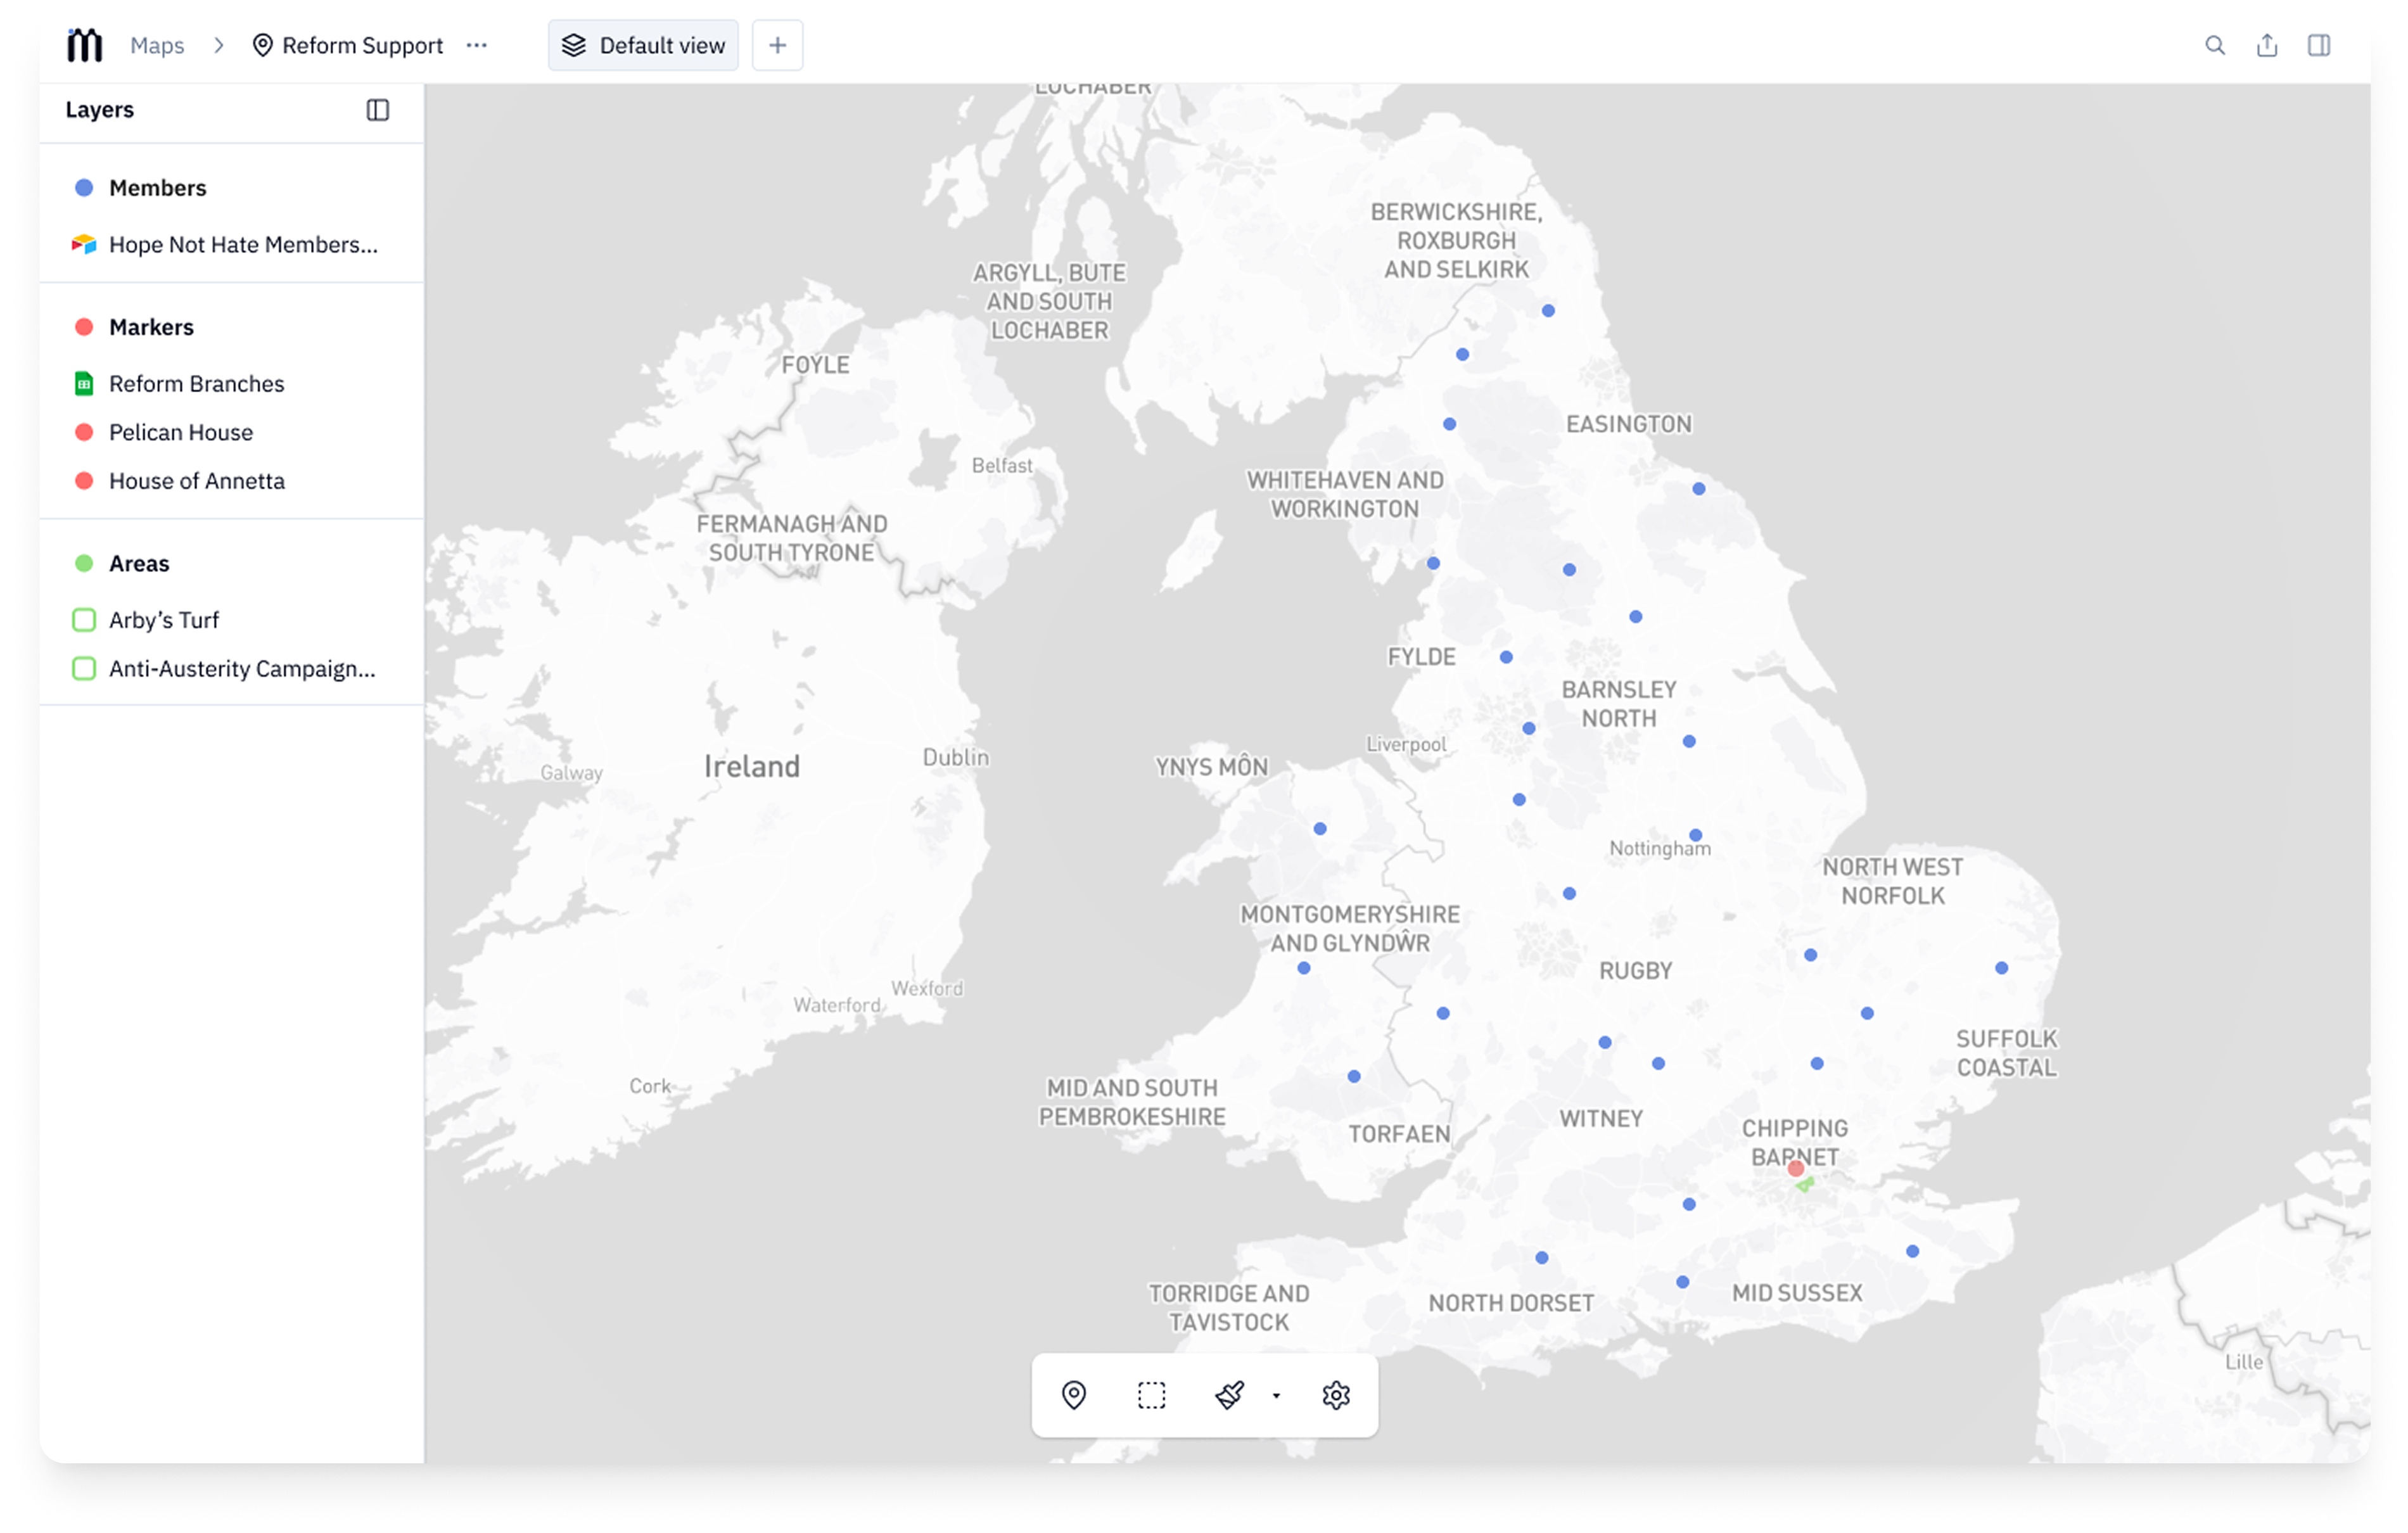 Maps
Reform Support
Default view
Layers
Members
Hope Not Hate Members...
Markers
Reform Branches
Pelican House
House of Annetta
Areas
Arby's Turf
Anti-Austerity Campaign...
LOCHABER
BERWICKSHIRE,
ROXBURGH
AND SELKIRK
ARGYLL, BUTE
AND SOUTH
LOCHABER
FOYLE
EASINGTON
Belfast
WHITEHAVEN AND
WORKINGTON
FERMANAGH AND
SOUTH TYRONE
FYLDE
BARNSLEY
NORTH
Liverpool
Dublin
YNYS MÔN
Ireland
Galway
Nottingham
NORTH WEST
NORFOLK
MONTGOMERYSHIRE
AND GLYNDŴR
RUGBY
Wexford
Waterford
SUFFOLK
COASTAL
Cork
MID AND SOUTH
PEMBROKESHIRE
WITNEY
TORFAEN
CHIPPING
BARNET
TORRIDGE AND
TAVISTOCK
NORTH DORSET
MID SUSSEX
Lille